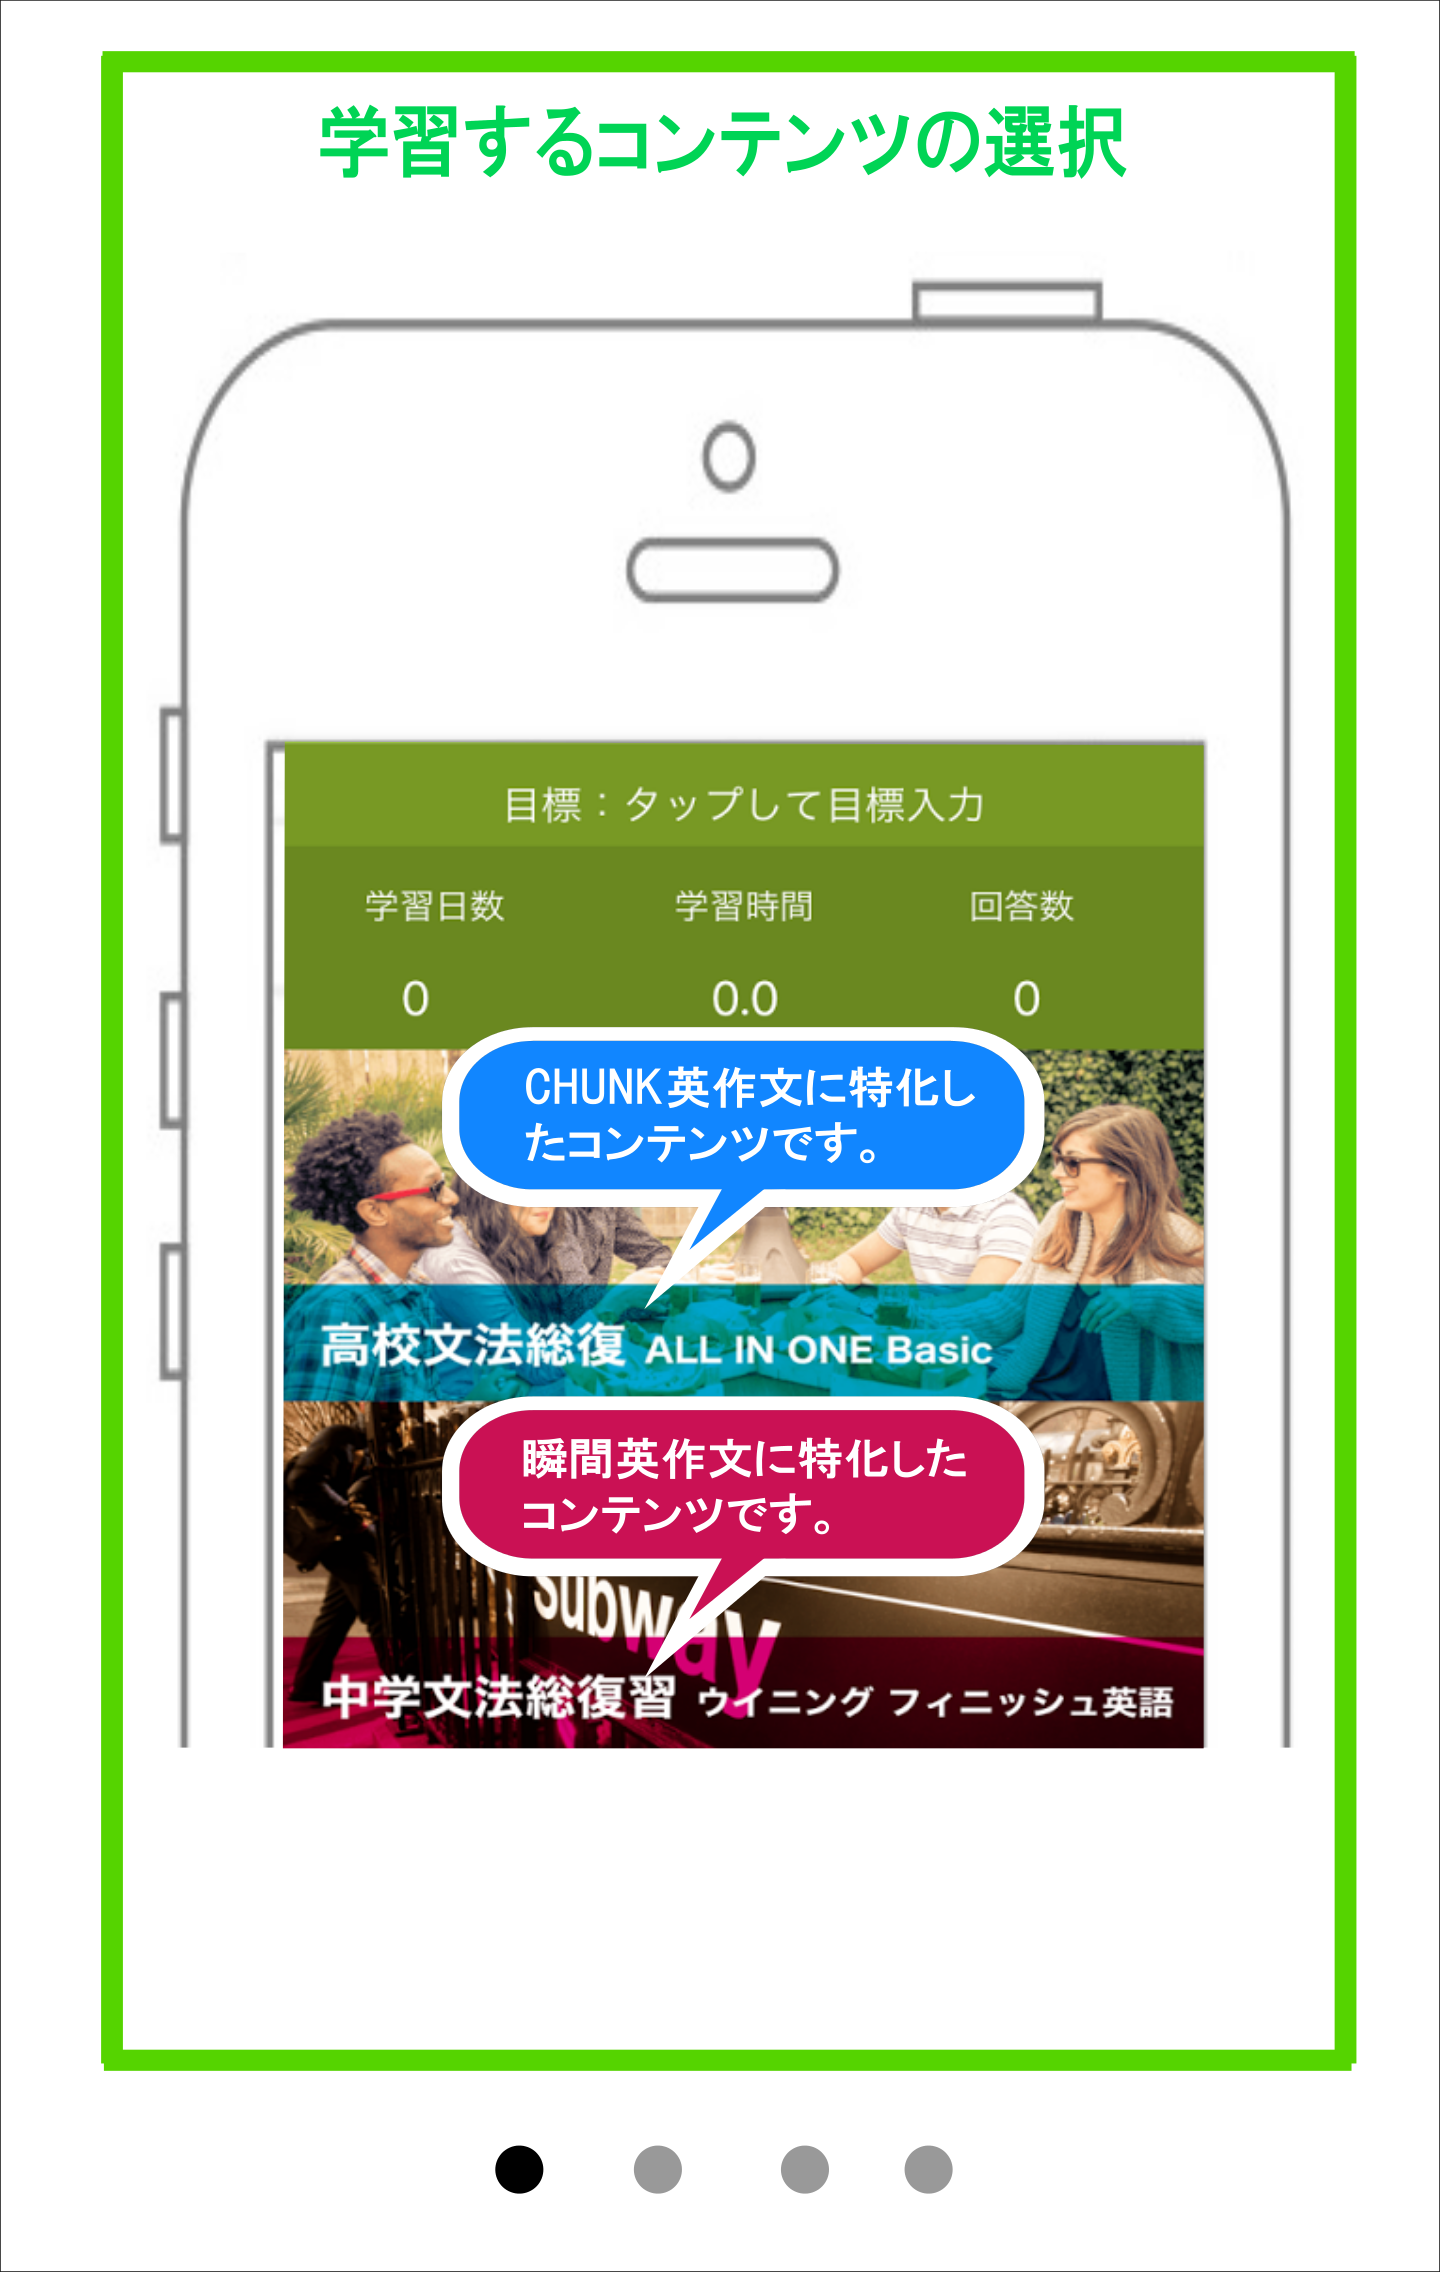 学習するコンテンツの選択
目標：タップして目標入力
学習日数 学習時間 回答数
0 0.0 0
CHUNK英作文に特化し
たコンテンツです。
高校文法総復 ALL IN ONE Basic
瞬間英作文に特化した
コンテンツです。
subway
中学文法総復習 ウイニング フィニッシュ英語